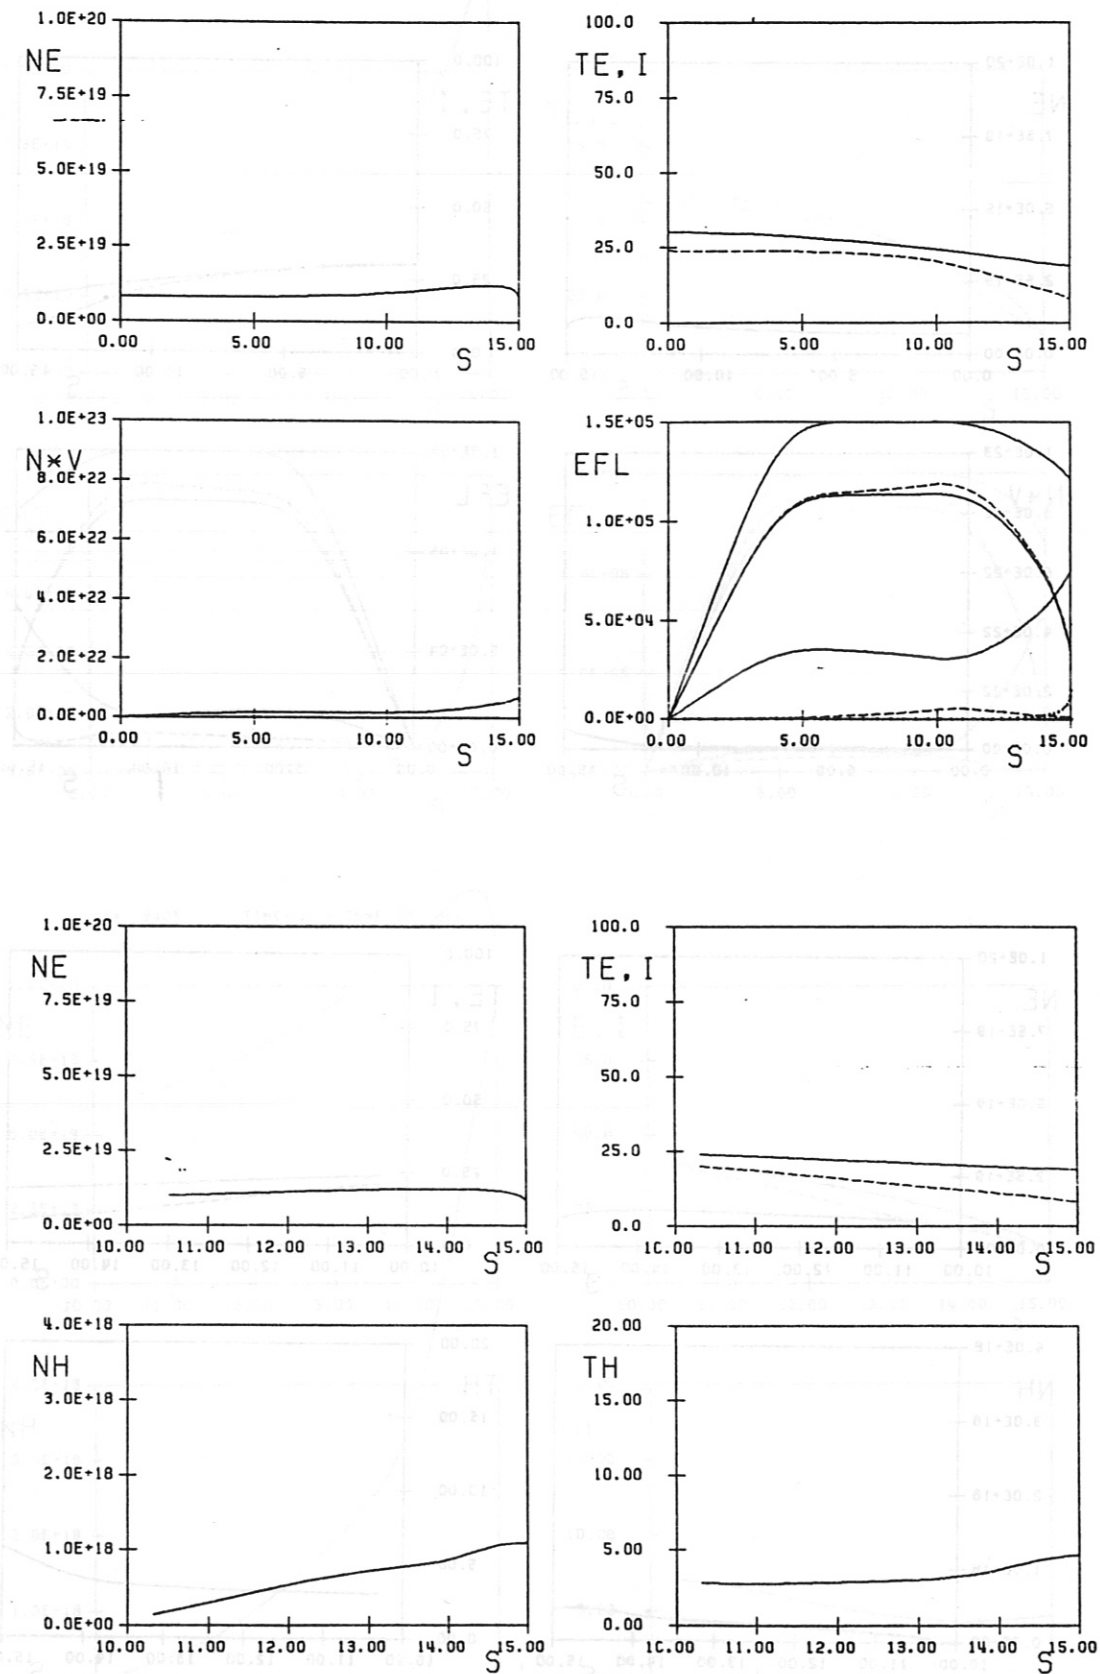 1.0E+20
NE
7.5E+19
5.0E+19
2.5E+19
0.0E+00
0.00 5.00 10.00 15.00
S
100.0
TE, I
75.0
50.0
25.0
0.0
0.00 5.00 10.00 15.00
S
1.0E+23
N*V
8.0E+22
6.0E+22
4.0E+22
2.0E+22
0.0E+00
0.00 5.00 10.00 15.00
S
1.5E+05
EFL
1.0E+05
5.0E+04
0.0E+00
0.00 5.00 10.00 15.00
S
1.0E+20
NE
7.5E+19
5.0E+19
2.5E+19
0.0E+00
10.00 11.00 12.00 13.00 14.00 15.00
S
100.0
TE, I
75.0
50.0
25.0
0.0
10.00 11.00 12.00 13.00 14.00 15.00
S
4.0E+18
NH
3.0E+18
2.0E+18
1.0E+18
0.0E+00
10.00 11.00 12.00 13.00 14.00 15.00
S
20.00
TH
15.00
10.00
5.00
0.00
10.00 11.00 12.00 13.00 14.00 15.00
S